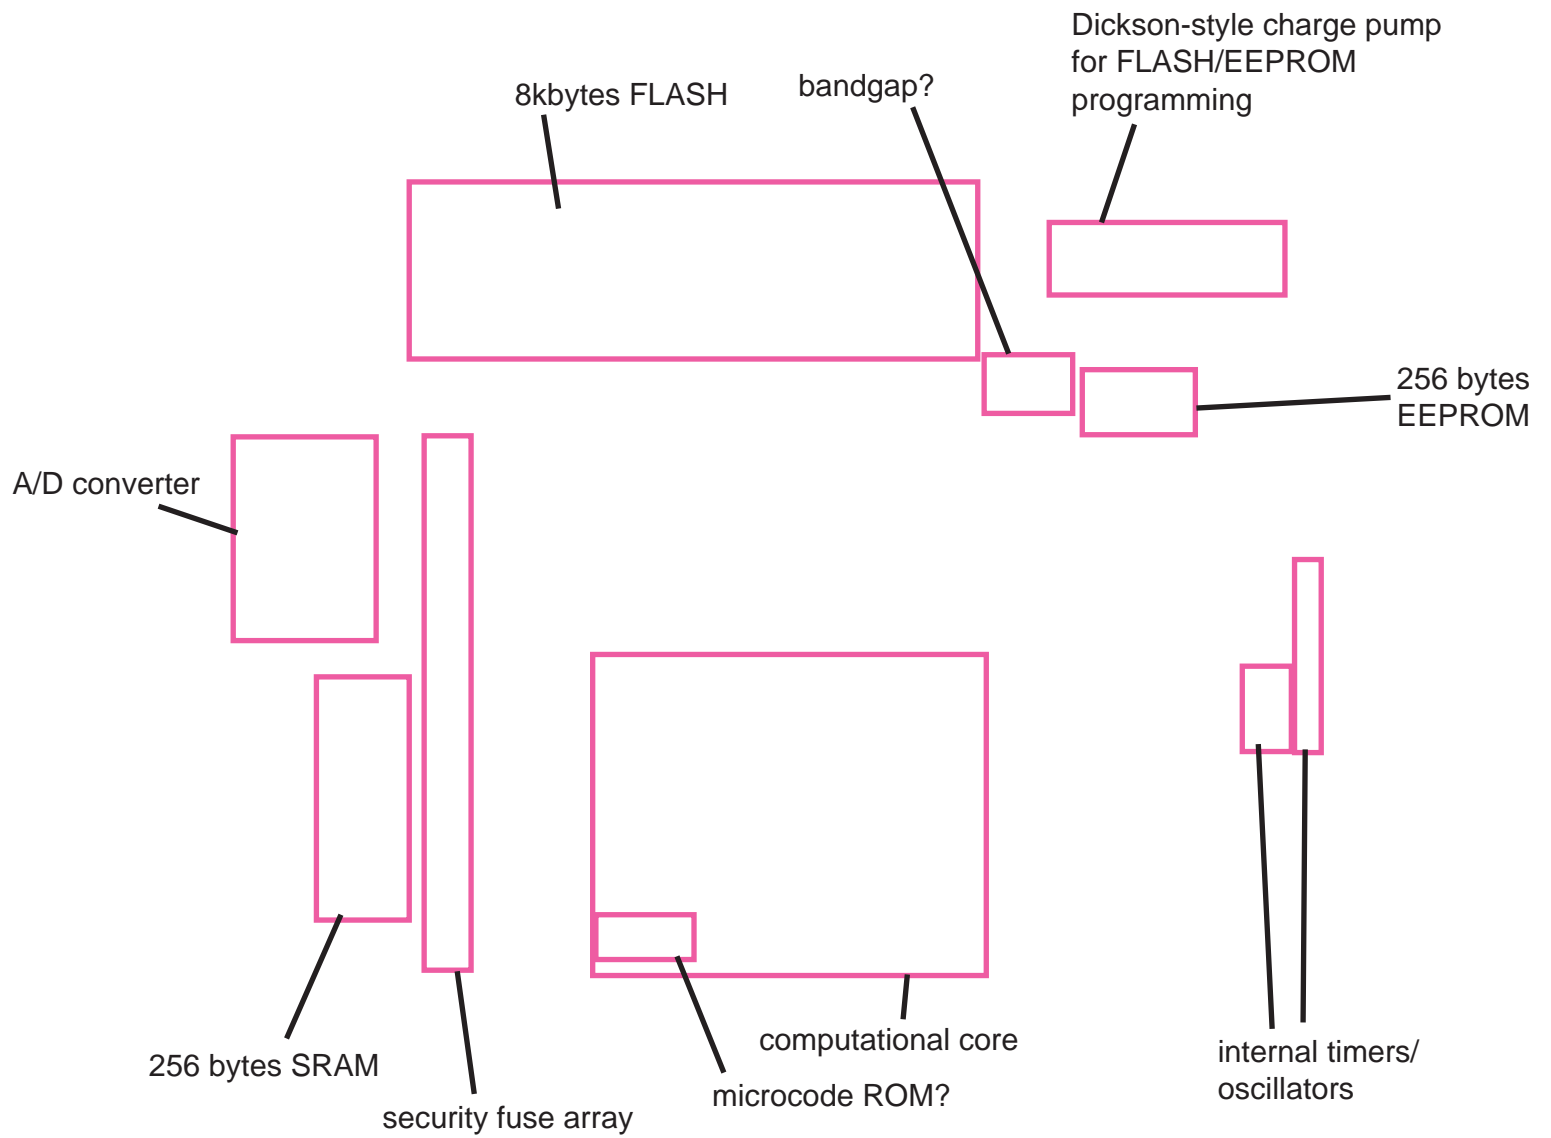 Dickson-style charge pump
for FLASH/EEPROM
programming
8kbytes FLASH
bandgap?
256 bytes
EEPROM
A/D converter
256 bytes SRAM
security fuse array
computational core
microcode ROM?
internal timers/
oscillators